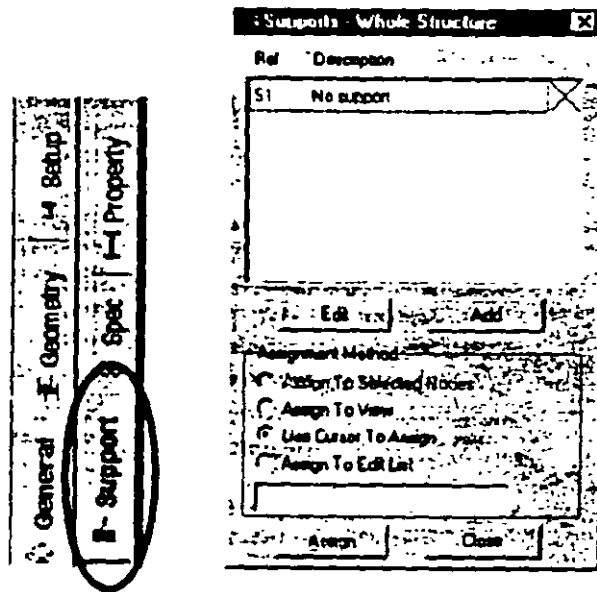 Setup
Geometry
General
Property
Spec
Support
Supports - Whole Structure
Ref Description
S1 No support
Edit Add
Assignment Method
Assign To Selected Nodes
Assign To View
Use Cursor To Assign
Assign To Edit List
Assign Close